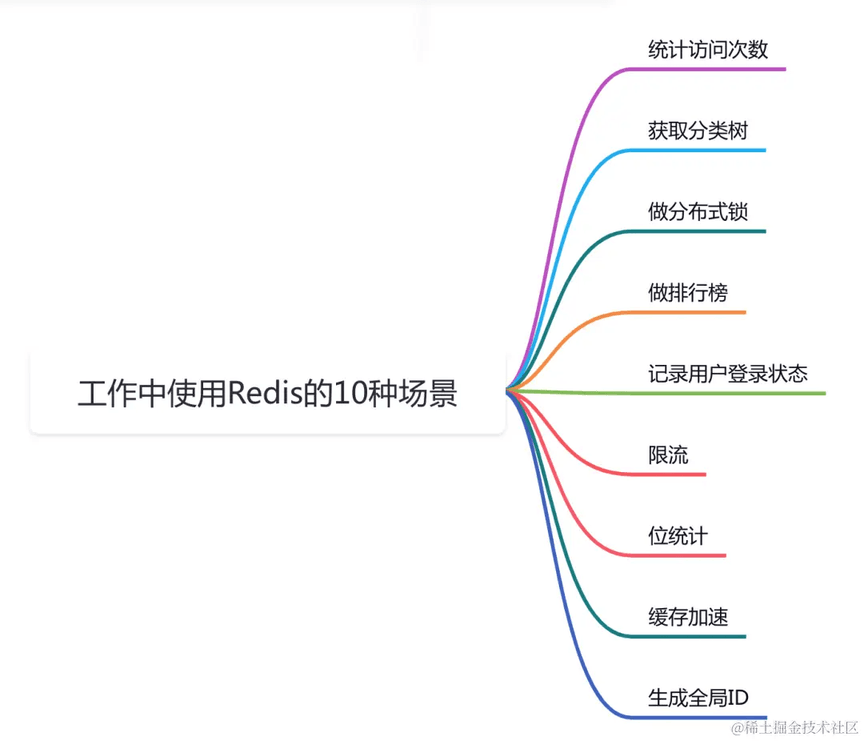 统计访问次数
获取分类树
做分布式锁
做排行榜
工作中使用Redis的10种场景
记录用户登录状态
限流
位统计
缓存加速
生成全局ID
@稀土掘金技术社区